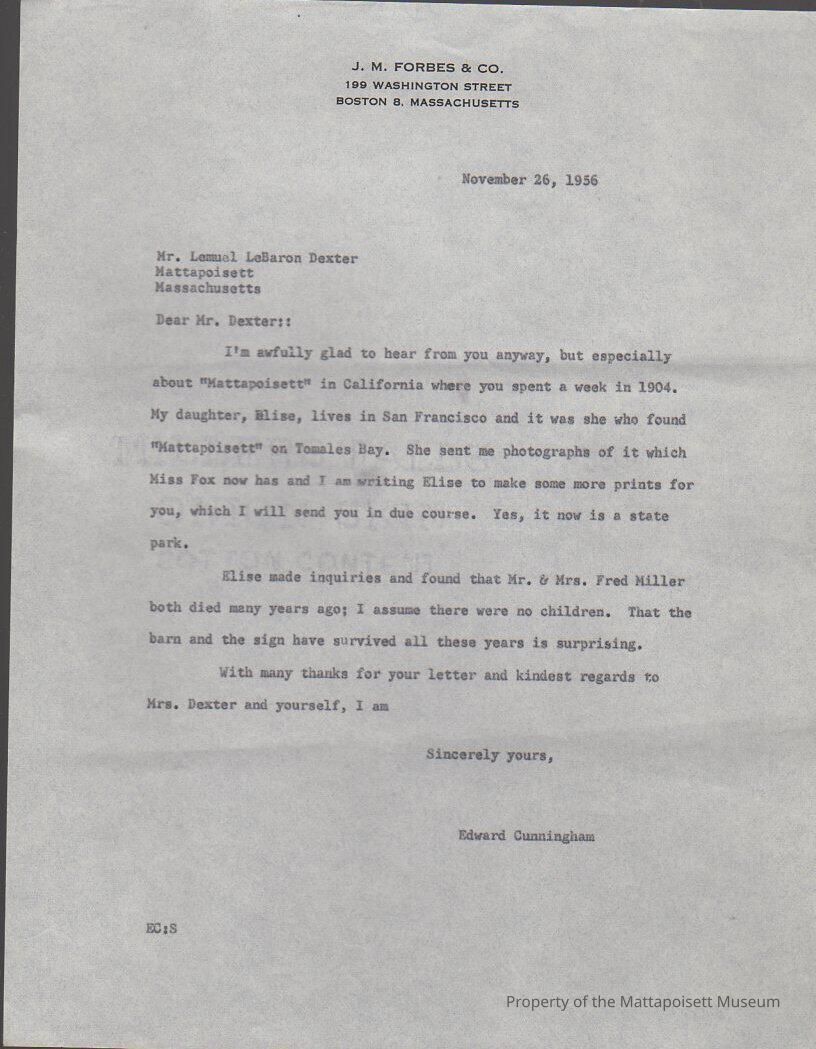 J. M. FORBES & CO.
199 WASHINGTON STREET
BOSTON 8, MASSACHUSETTS
November 26, 1956
Mr. Lemuel LeBaron Dexter
Mattapoisett
Massachusetts
Dear Mr. Dexter::
I'm awfully glad to hear from you anyway, but especially
about "Mattapoisett" in California where you spent a week in 1904.
My daughter, Elise, lives in San Francisco and it was she who found
"Mattapoisett" on Tomales Bay. She sent me photographs of it which
Miss Fox now has and I am writing Elise to make some more prints for
you, which I will send you in due course. Yes, it now is a state
park.
Elise made inquiries and found that Mr. & Mrs. Fred Miller
both died many years ago; I assume there were no children. That the
barn and the sign have survived all these years is surprising.
With many thanks for your letter and kindest regards to
Mrs. Dexter and yourself, I am
Sincerely yours,
Edward Cunningham
EC:S
Property of the Mattapoisett Museum